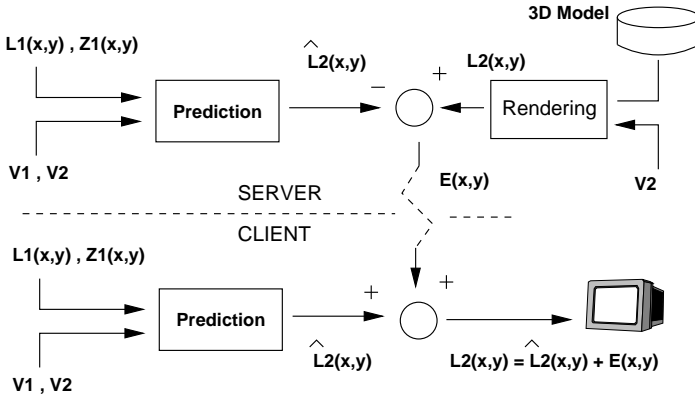 3D Model
L1(x,y) , Z1(x,y)
^
L2(x,y)
+
L2(x,y)
−
Prediction
Rendering
V1 , V2
E(x,y)
V2
SERVER
CLIENT
L1(x,y) , Z1(x,y)
+
+
Prediction
^
L2(x,y)
^
L2(x,y) = L2(x,y) + E(x,y)
V1 , V2